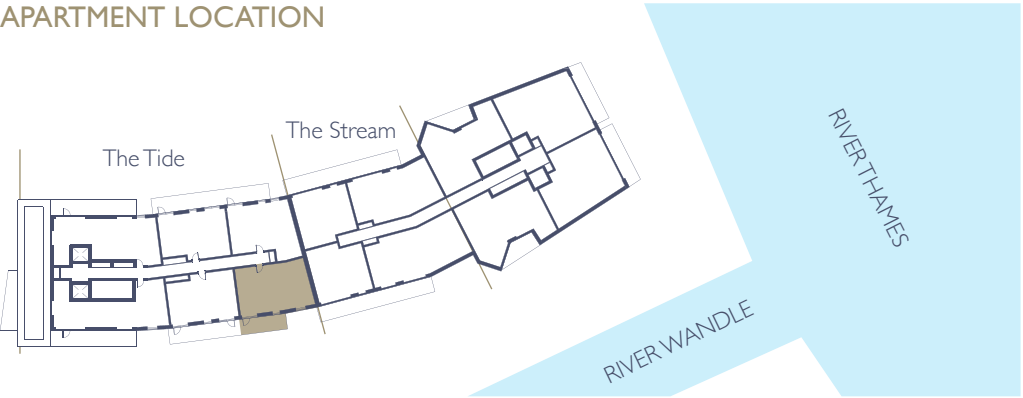 APARTMENT LOCATION
The Stream
The Tide
RIVER THAMES
RIVER WANDLE